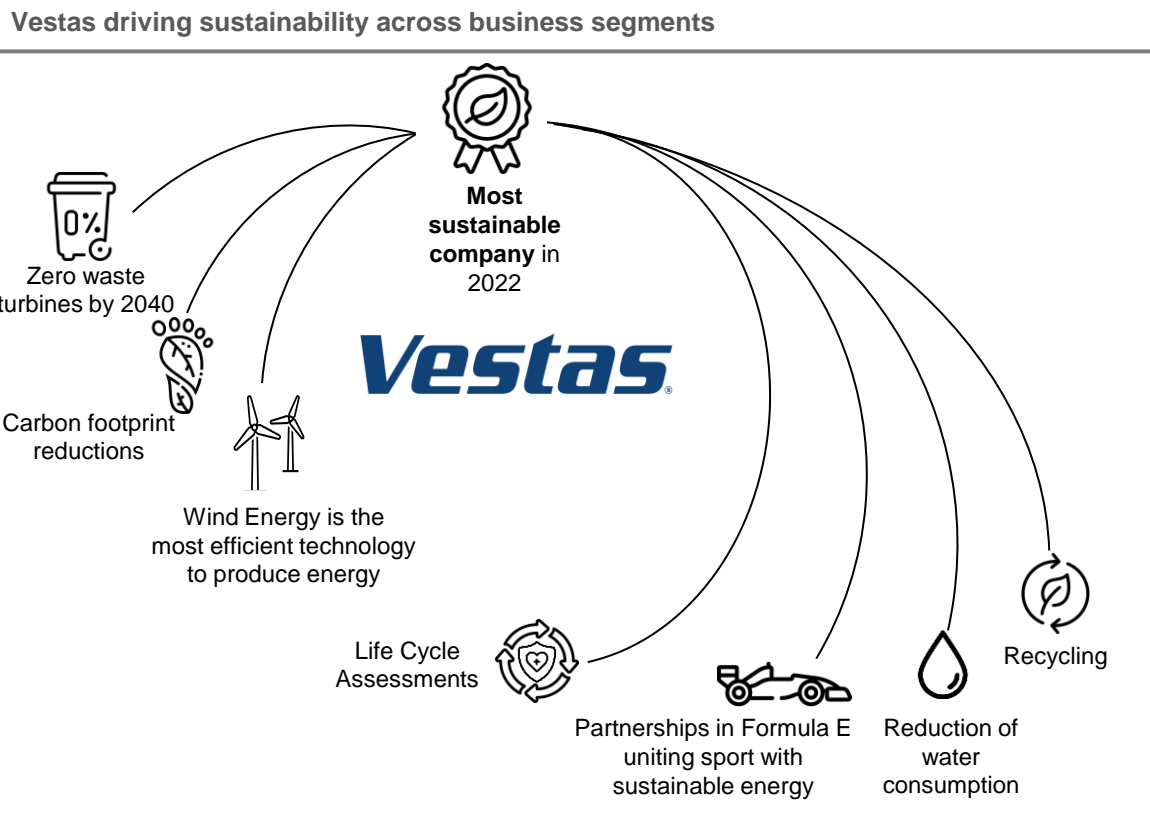 Vestas driving sustainability across business segments
Most
sustainable
company in
2022
0%
Zero waste
turbines by 2040
Vestas®
Carbon footprint
reductions
Wind Energy is the
most efficient technology
to produce energy
Life Cycle
Assessments
Recycling
Partnerships in Formula E
uniting sport with
sustainable energy
Reduction of
water
consumption